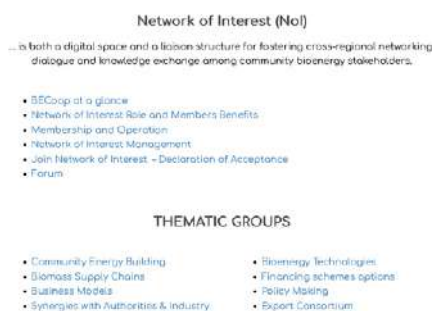 Network of Interest (NoI)
... is both a digital space and a liaison structure for fostering cross-regional networking
dialogue and knowledge exchange among community bioenergy stakeholders.
• BECoop at a glance
• Network of Interest Role and Members Benefits
• Membership and Operation
• Network of Interest Management
• Join Network of Interest – Declaration of Acceptance
• Forum
THEMATIC GROUPS
• Community Energy Building
• Biomass Supply Chains
• Business Models
• Synergies with Authorities & Industry
• Bioenergy Technologies
• Financing schemes options
• Policy Making
• Export Consortium